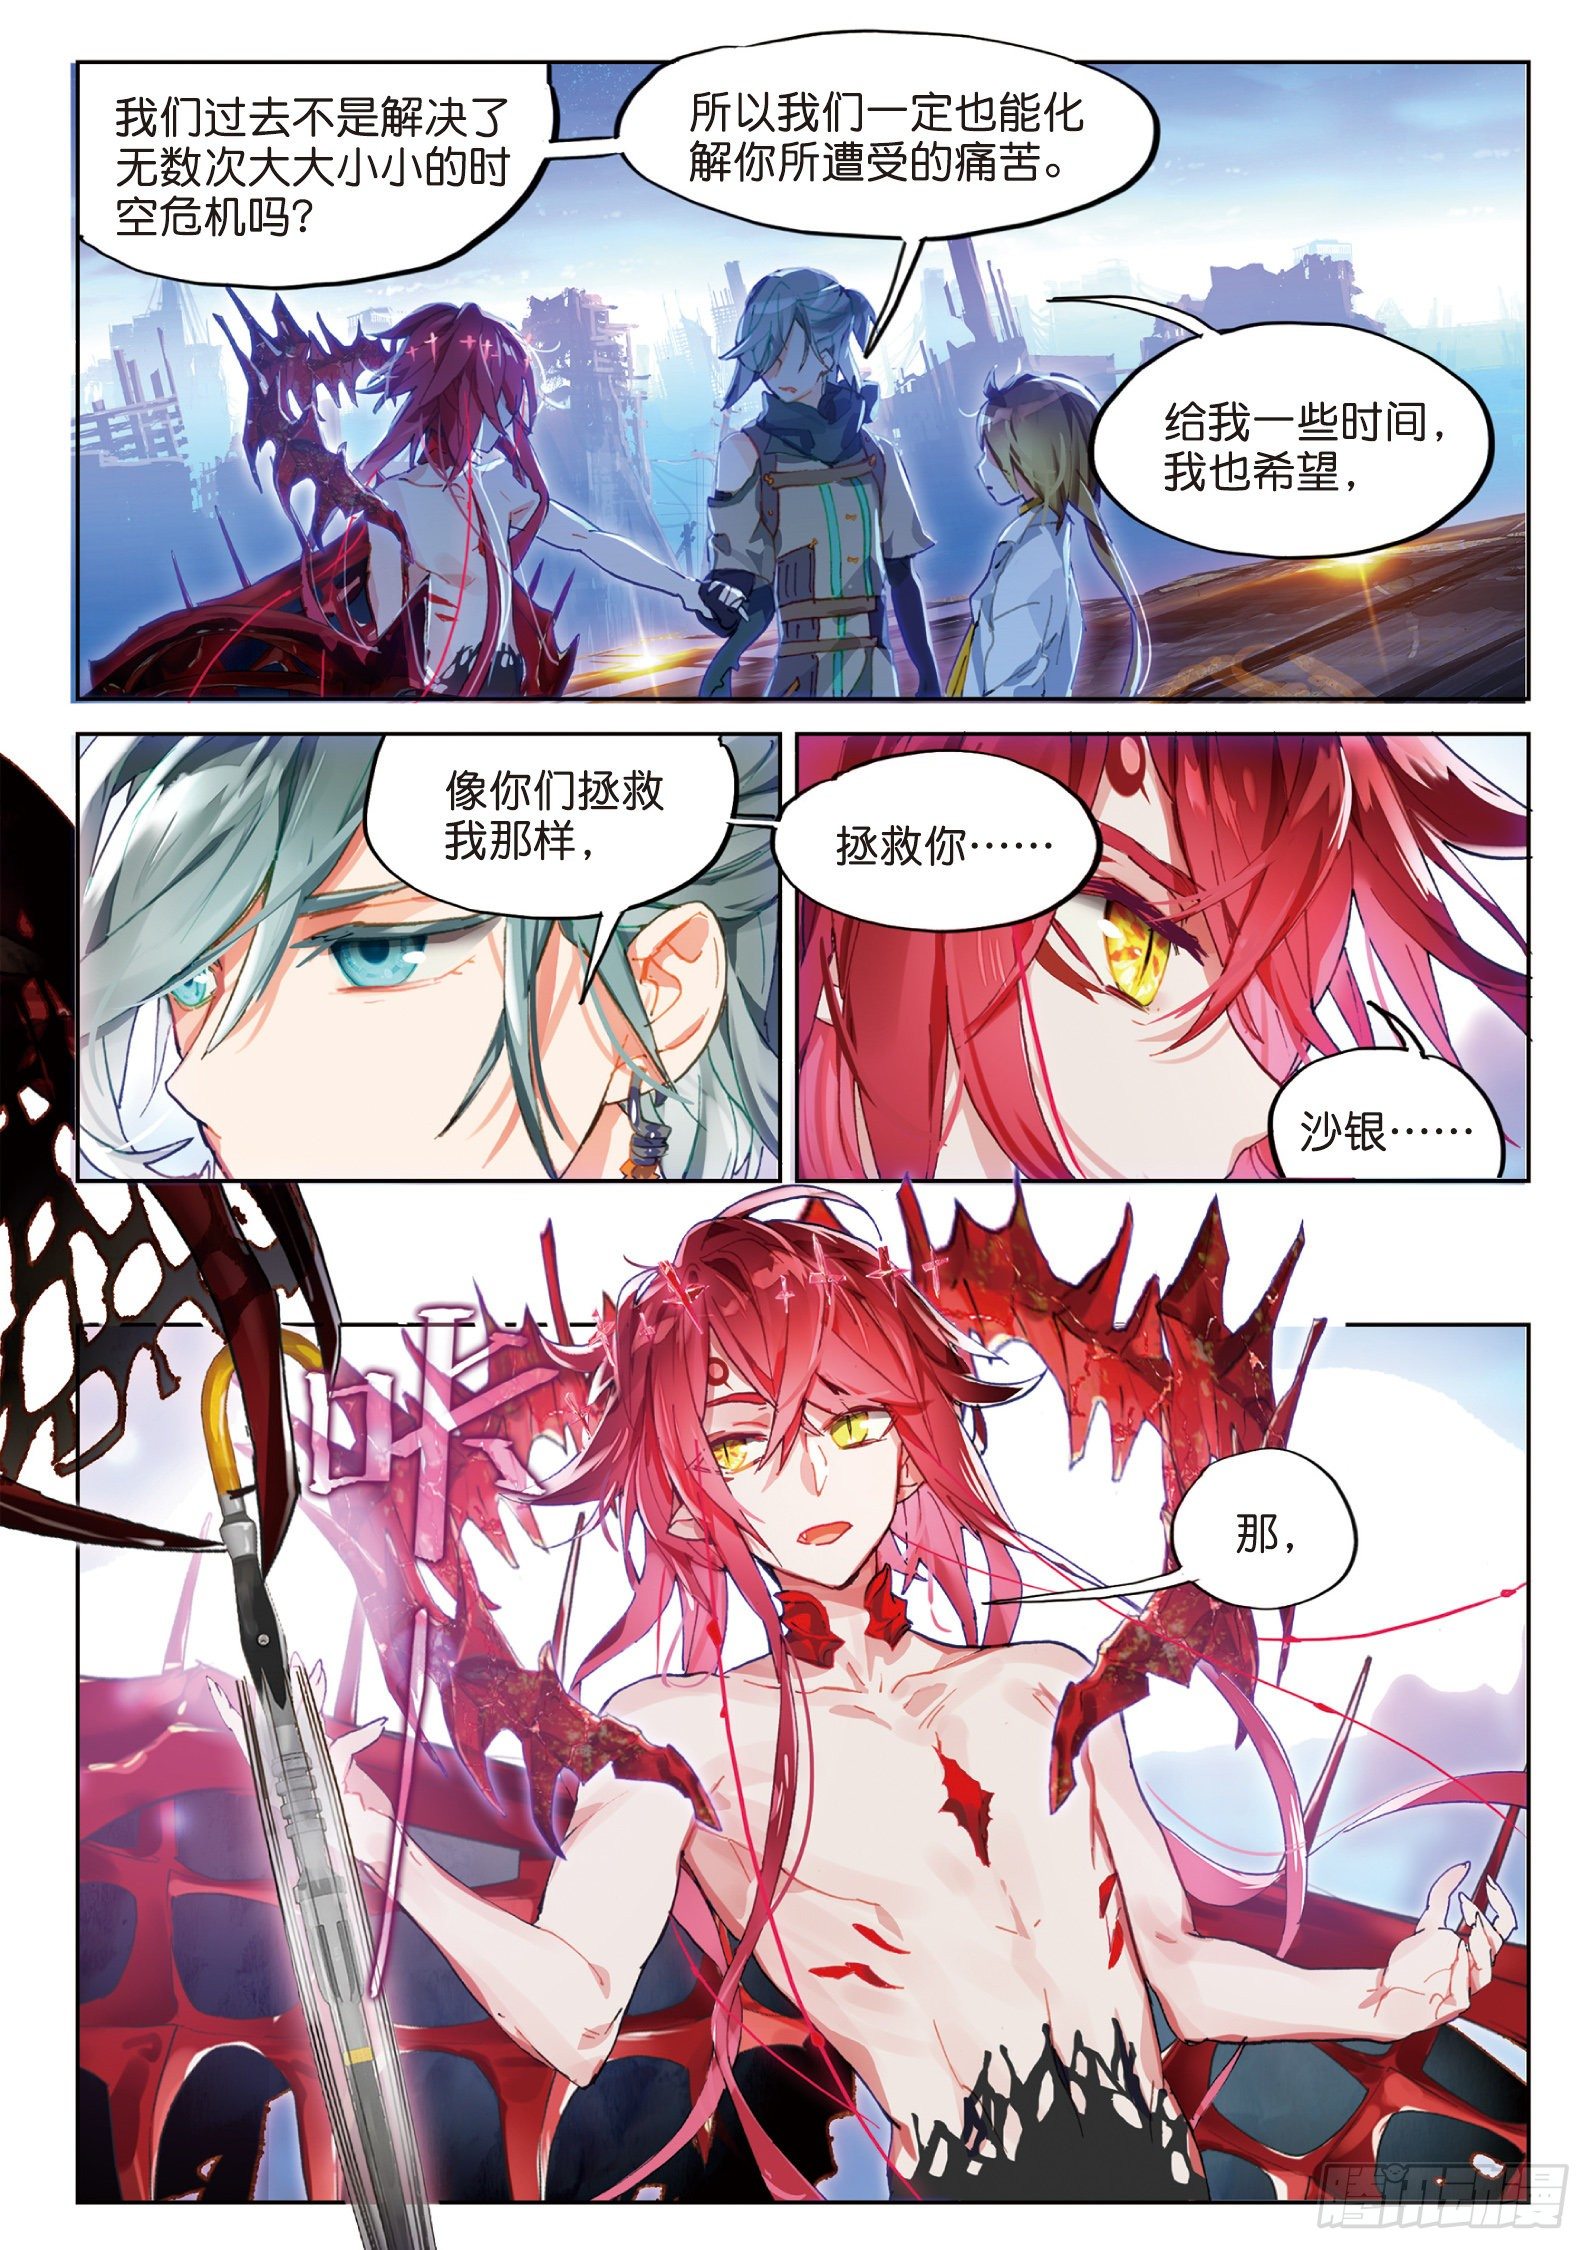 我们过去不是解决了
无数次大大小小的时
空危机吗？
所以我们一定也能化
解你所遭受的痛苦。
给我一些时间，
我也希望，
像你们拯救
我那样，
拯救你……
沙银……
咴
那，
腾讯动漫